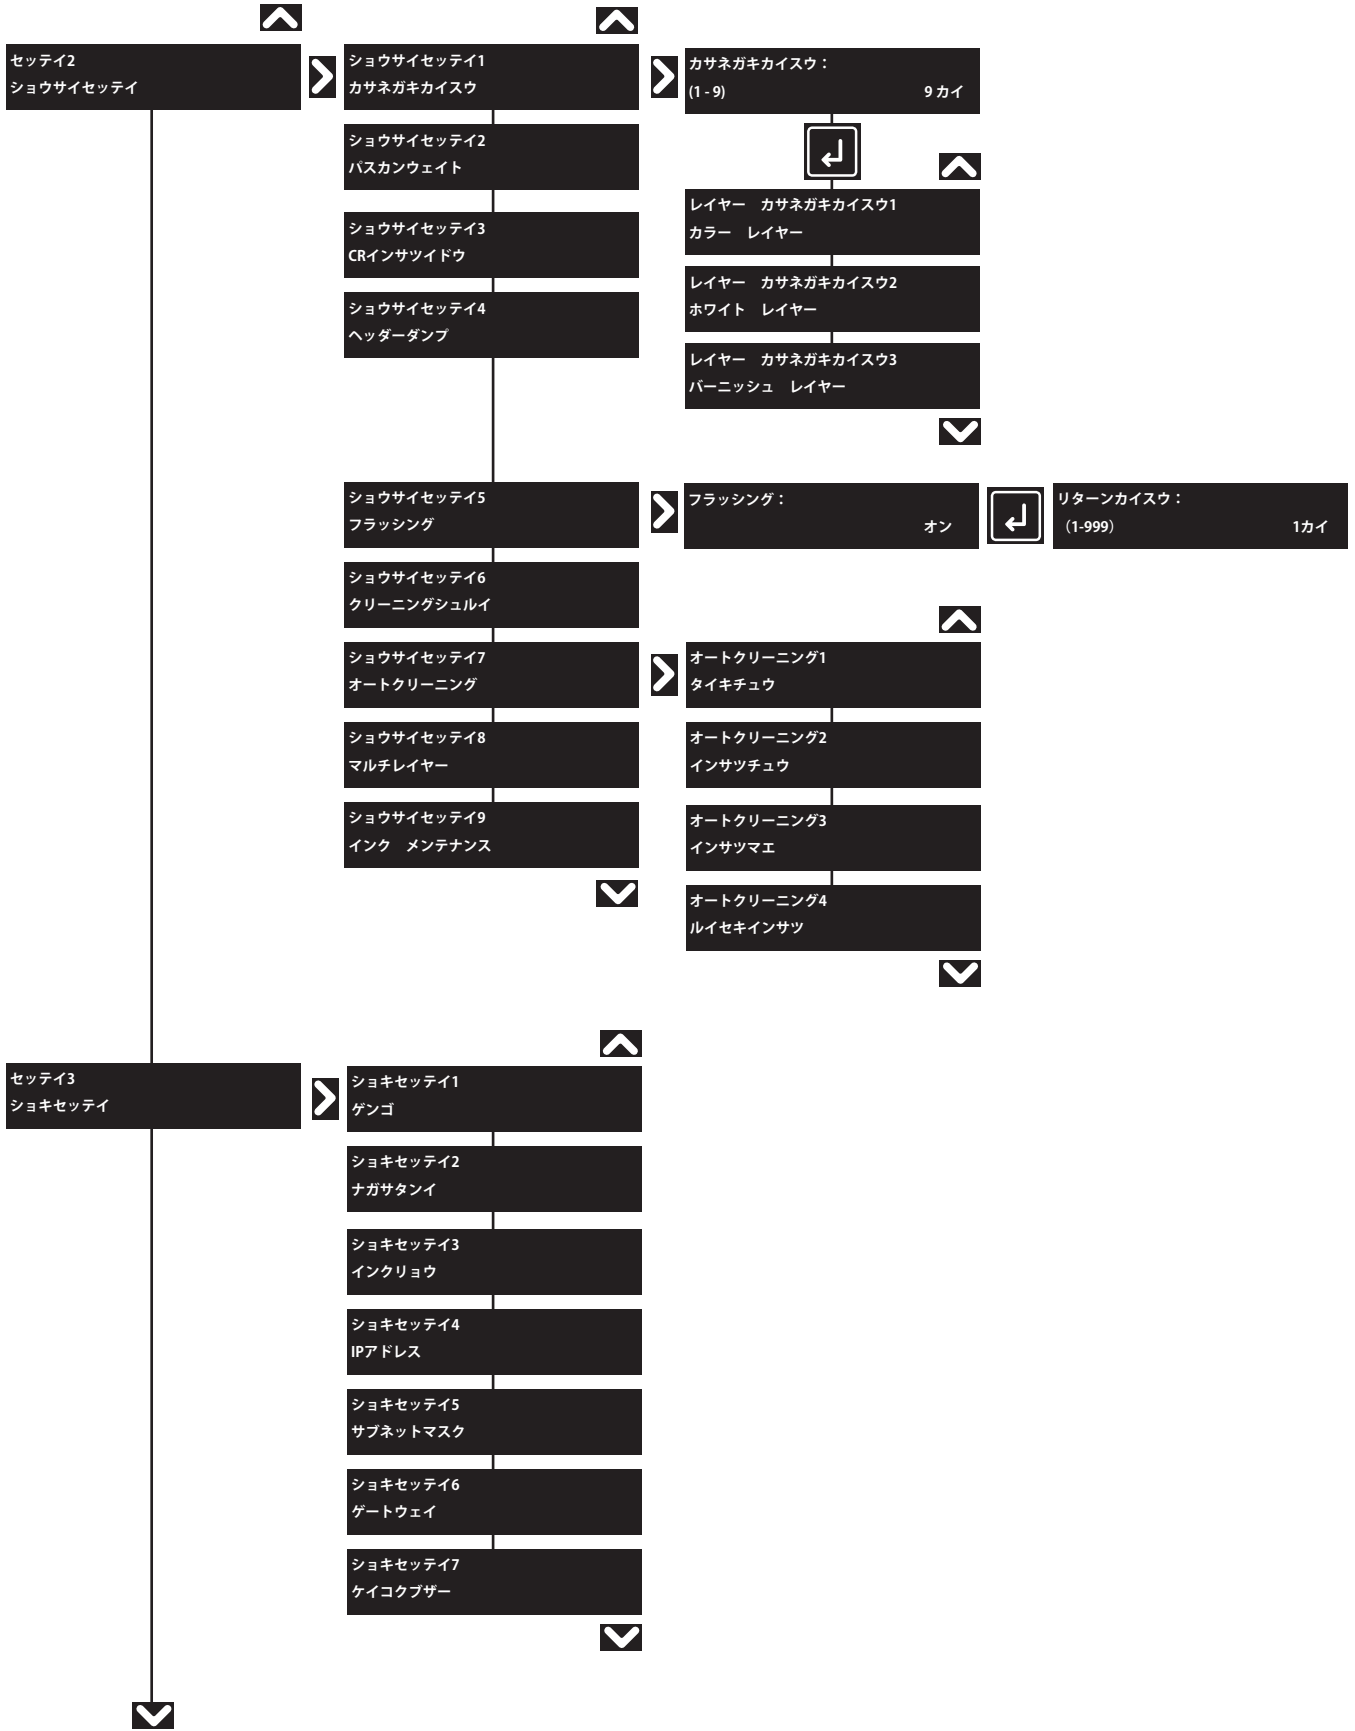 セッテイ2
ショウサイセッテイ
ショウサイセッテイ1
カサネガキカイスウ
カサネガキカイスウ：
(1 - 9) 9 カイ
レイヤー　カサネガキカイスウ1
カラー　レイヤー
レイヤー　カサネガキカイスウ2
ホワイト　レイヤー
レイヤー　カサネガキカイスウ3
バーニッシュ　レイヤー
ショウサイセッテイ2
パスカンウェイト
ショウサイセッテイ3
CRインサツイドウ
ショウサイセッテイ4
ヘッダーダンプ
ショウサイセッテイ5
フラッシング
フラッシング：
オン
リターンカイスウ：
（1-999） 1カイ
ショウサイセッテイ6
クリーニングシュルイ
ショウサイセッテイ7
オートクリーニング
オートクリーニング1
タイキチュウ
オートクリーニング2
インサツチュウ
オートクリーニング3
インサツマエ
オートクリーニング4
ルイセキインサツ
ショウサイセッテイ8
マルチレイヤー
ショウサイセッテイ9
インク　メンテナンス
セッテイ3
ショキセッテイ
ショキセッテイ1
ゲンゴ
ショキセッテイ2
ナガサタンイ
ショキセッテイ3
インクリョウ
ショキセッテイ4
IPアドレス
ショキセッテイ5
サブネットマスク
ショキセッテイ6
ゲートウェイ
ショキセッテイ7
ケイコクブザー